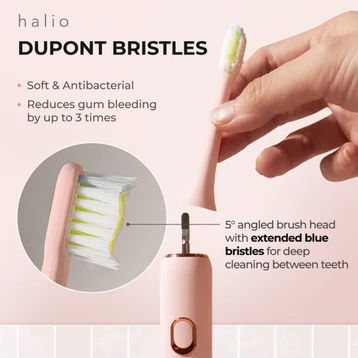 halio
DUPONT BRISTLES
• Soft & Antibacterial
• Reduces gum bleeding
by up to 3 times
5° angled brush head
with extended blue
bristles for deep
cleaning between teeth